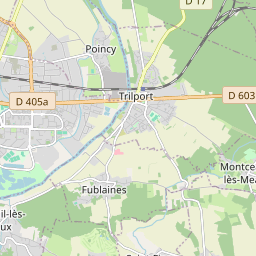 D 17
Poincy
D 405a
Trilport
D 603
Montce
lès-Mea
Fublaines
il-lès-
ux